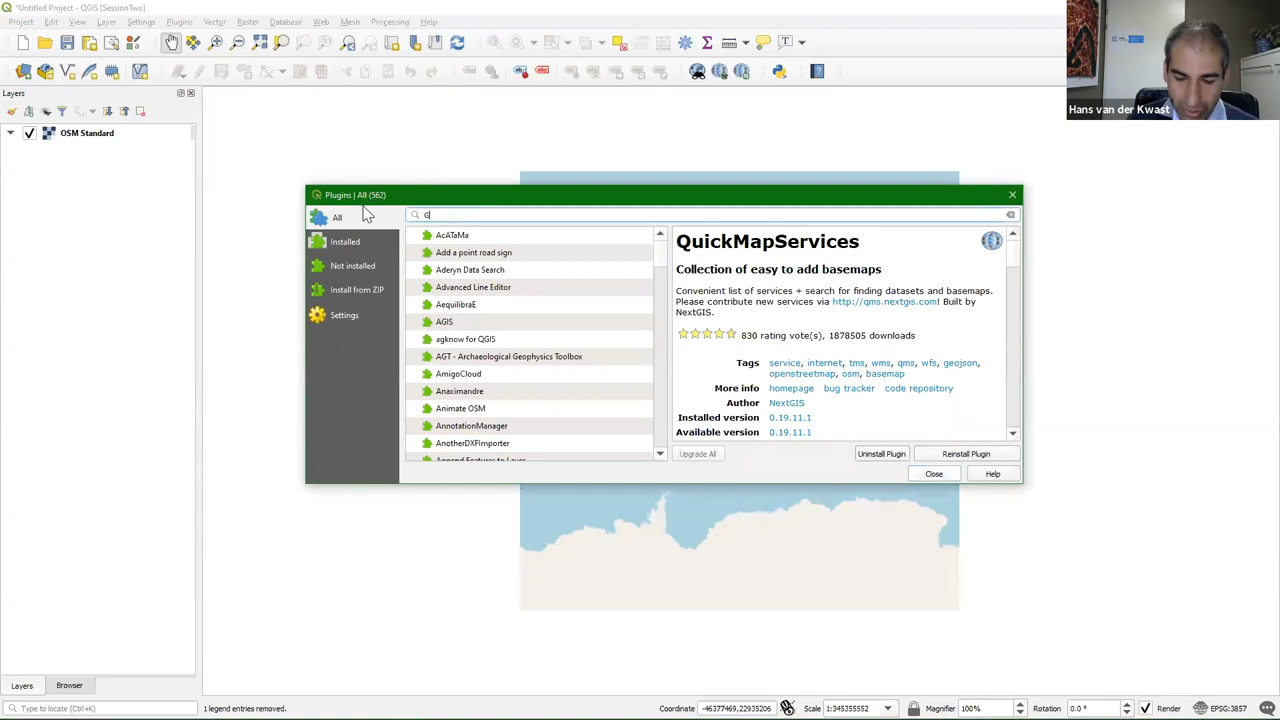 *Untitled Project - QGIS [SessionTwo]
Project Edit View Layer Settings Plugins Vector Raster Database Web Mesh Processing Help
Hans van der Kwast
Layers
OSM Standard
Plugins | All (562)
All
Installed
Not installed
Install from ZIP
Settings
G
AcATaMa
Add a point road sign
Aderyn Data Search
Advanced Line Editor
AequilibraE
AGIS
agknow for QGIS
AGT - Archaeological Geophysics Toolbox
AmigoCloud
Anaximandre
Animate OSM
AnnotationManager
AnotherDXFImporter
Append Features to Layer
QuickMapServices
Collection of easy to add basemaps
Convenient list of services + search for finding datasets and basemaps.
Please contribute new services via http://qms.nextgis.com! Built by
NextGIS.
830 rating vote(s), 1878505 downloads
Tags service, internet, tms, wms, qms, wfs, geojson,
openstreetmap, osm, basemap
More info homepage bug tracker code repository
Author NextGIS
Installed version 0.19.11.1
Available version 0.19.11.1
Upgrade All Uninstall Plugin Reinstall Plugin
Close Help
Layers Browser
Type to locate (Ctrl+K) 1 legend entries removed. Coordinate -46377469,22935206 Scale 1:345355552 Magnifier 100% Rotation 0.0 ° Render EPSG:3857